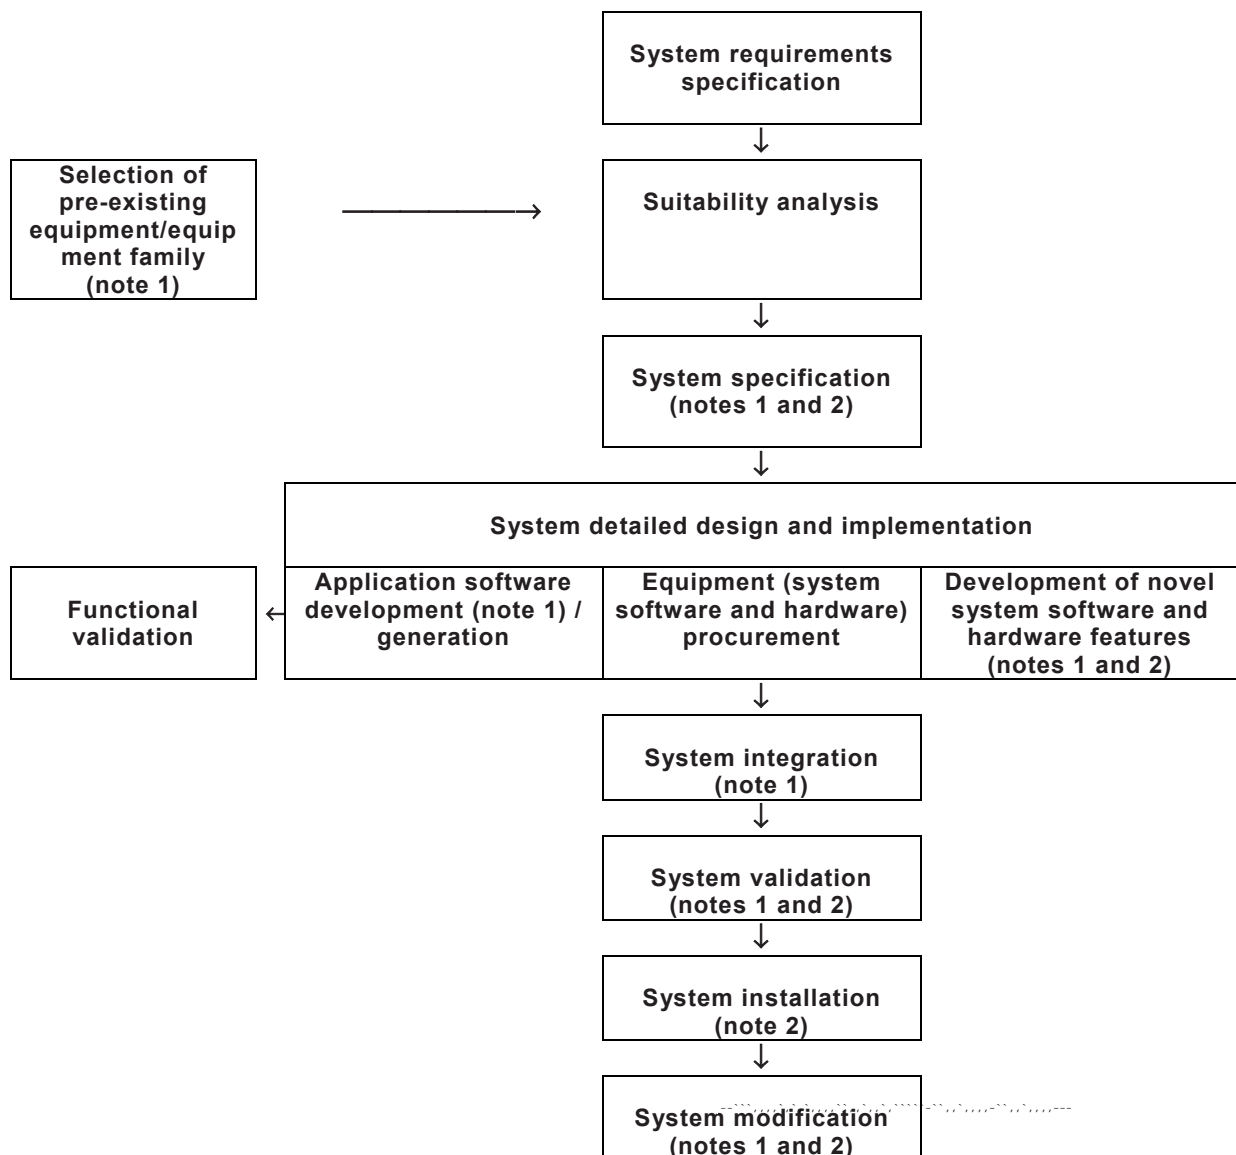 System requirements
specification
Selection of
pre-existing
equipment/equip
ment family
(note 1)
Suitability analysis
System specification
(notes 1 and 2)
System detailed design and implementation
Functional
validation
Application software
development (note 1) /
generation
Equipment (system
software and hardware)
procurement
Development of novel
system software and
hardware features
(notes 1 and 2)
System integration
(note 1)
System validation
(notes 1 and 2)
System installation
(note 2)
System modification
(notes 1 and 2)